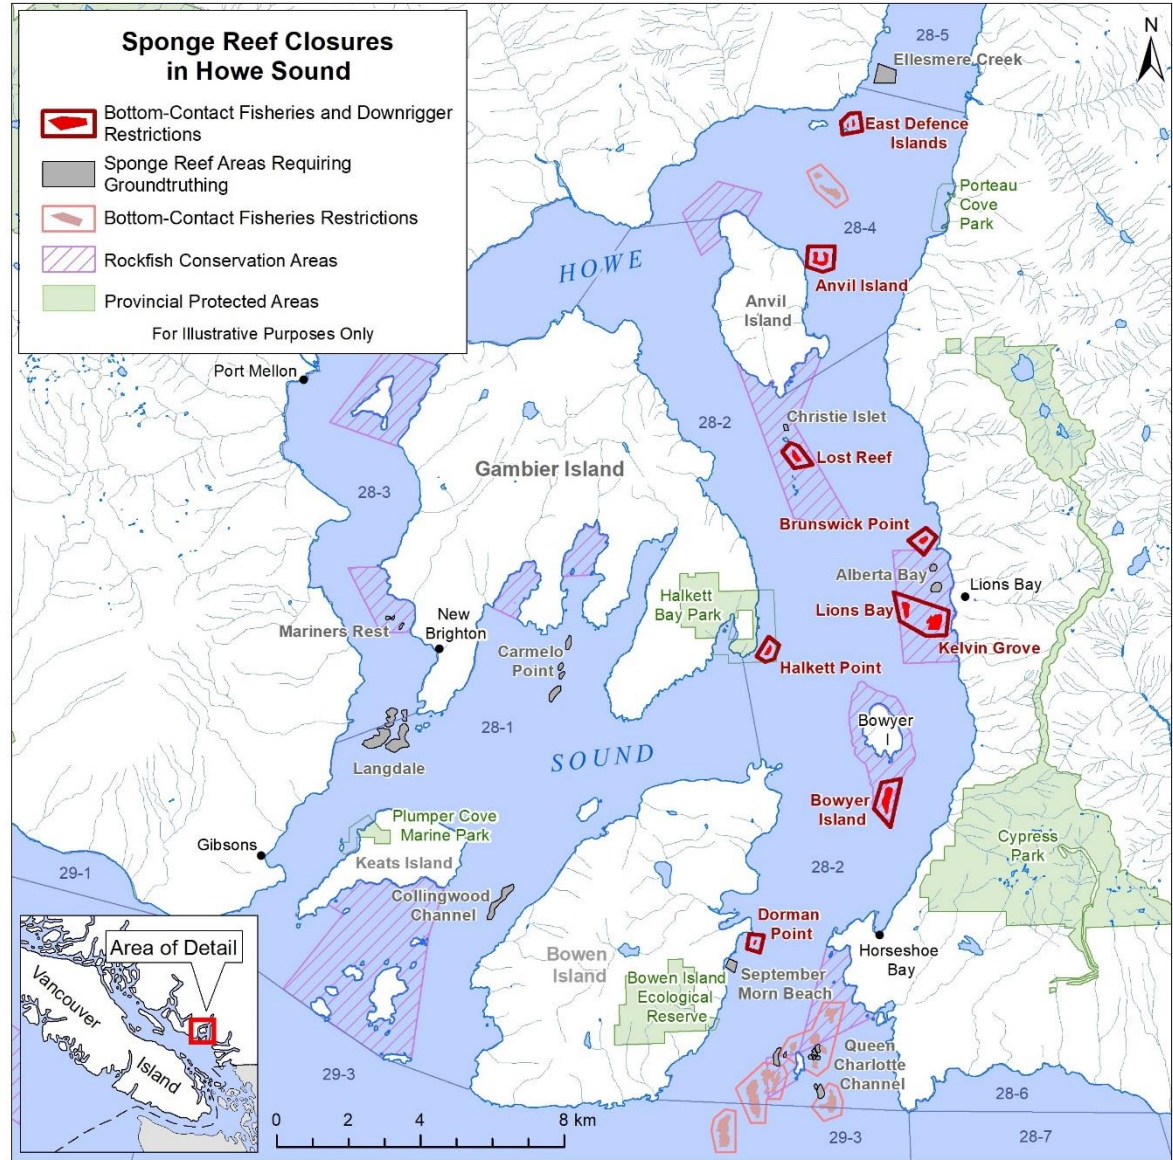 Sponge Reef Closures
in Howe Sound
Bottom-Contact Fisheries and Downrigger
Restrictions
Sponge Reef Areas Requiring
Groundtruthing
Bottom-Contact Fisheries Restrictions
Rockfish Conservation Areas
Provincial Protected Areas
For Illustrative Purposes Only
N
28-5
Ellesmere Creek
East Defence
Islands
Porteau
Cove
Park
28-4
HOWE
Anvil Island
Anvil
Island
Port Mellon
28-2
Christie Islet
Lost Reef
Gambier Island
28-3
Brunswick Point
Alberta Bay
Lions Bay
Lions Bay
Kelvin Grove
Halkett
Bay Park
Halkett Point
Mariners Rest
New
Brighton
Carmelo
Point
28-1
Langdale
SOUND
Bowyer
I
Bowyer
Island
Plumper Cove
Marine Park
Keats Island
Gibsons
29-1
Collingwood
Channel
28-2
Cypress
Park
Dorman
Point
Horseshoe
Bay
Bowen
Island
September
Morn Beach
Bowen Island
Ecological
Reserve
Queen
Charlotte
Channel
29-3
28-6
29-3
28-7
Area of Detail
Vancouver
Island
0 2 4 8 km